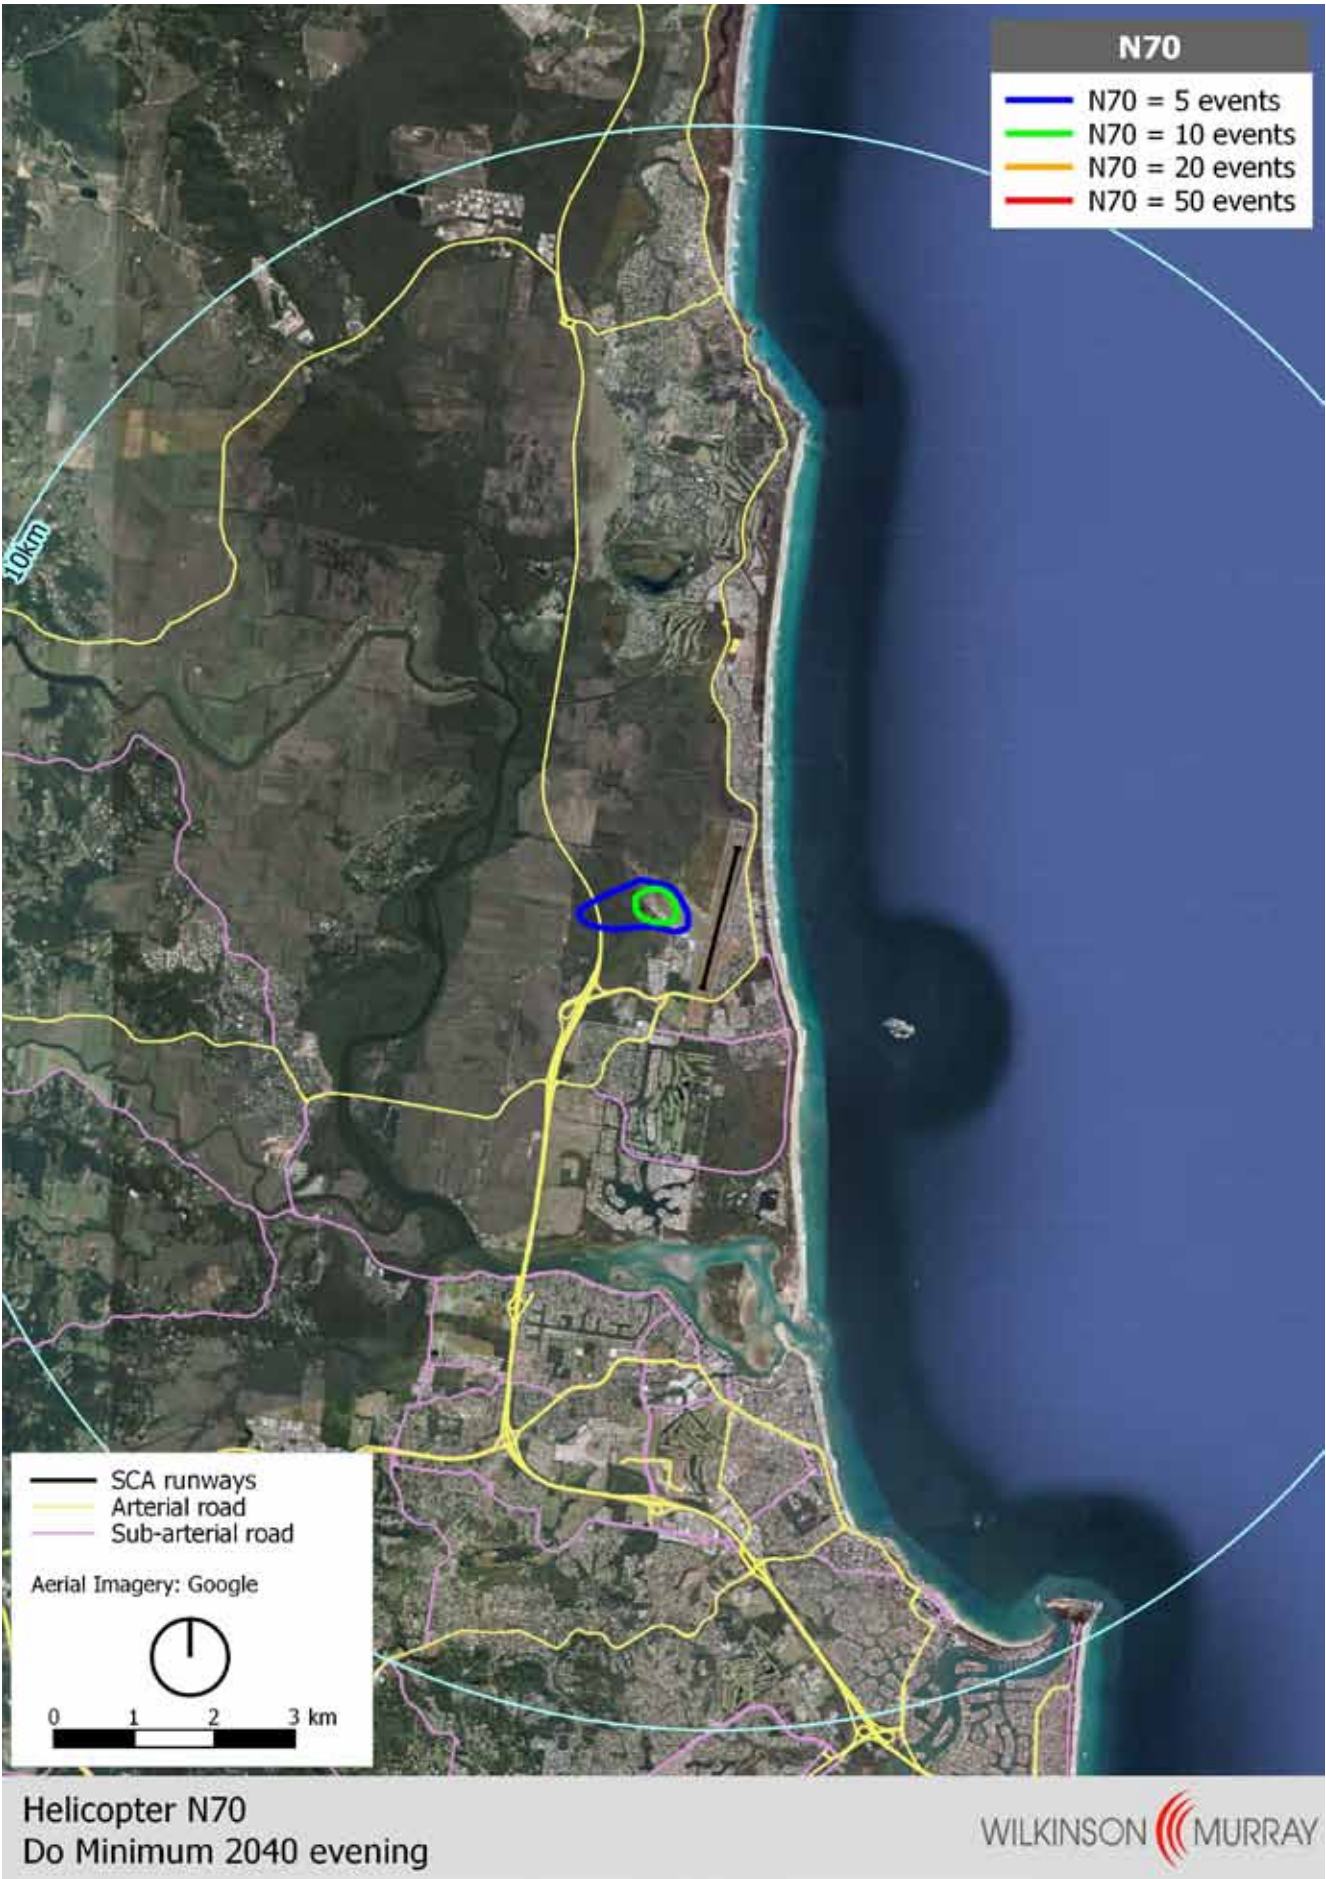 N70
N70 = 5 events
N70 = 10 events
N70 = 20 events
N70 = 50 events
10km
SCA runways
Arterial road
Sub-arterial road
Aerial Imagery: Google
0 1 2 3 km
Helicopter N70
Do Minimum 2040 evening
WILKINSON MURRAY